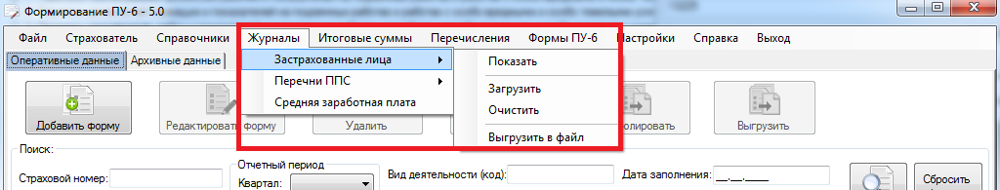 Формирование ПУ-6 - 5.0
Файл Страхователь Справочники Журналы Итоговые суммы Перечисления Формы ПУ-6 Настройки Справка Выход
Оперативные данные Архивные данные
Застрахованные лица
Перечни ППС
Средняя заработная плата
Показать
Загрузить
Очистить
Выгрузить в файл
Добавить форму Редактировать форму Удалить Выгрузить
Поиск:
Страховой номер:
Отчетный период
Квартал:
Вид деятельности (код):
Дата заполнения: __.__.____
Сбросить